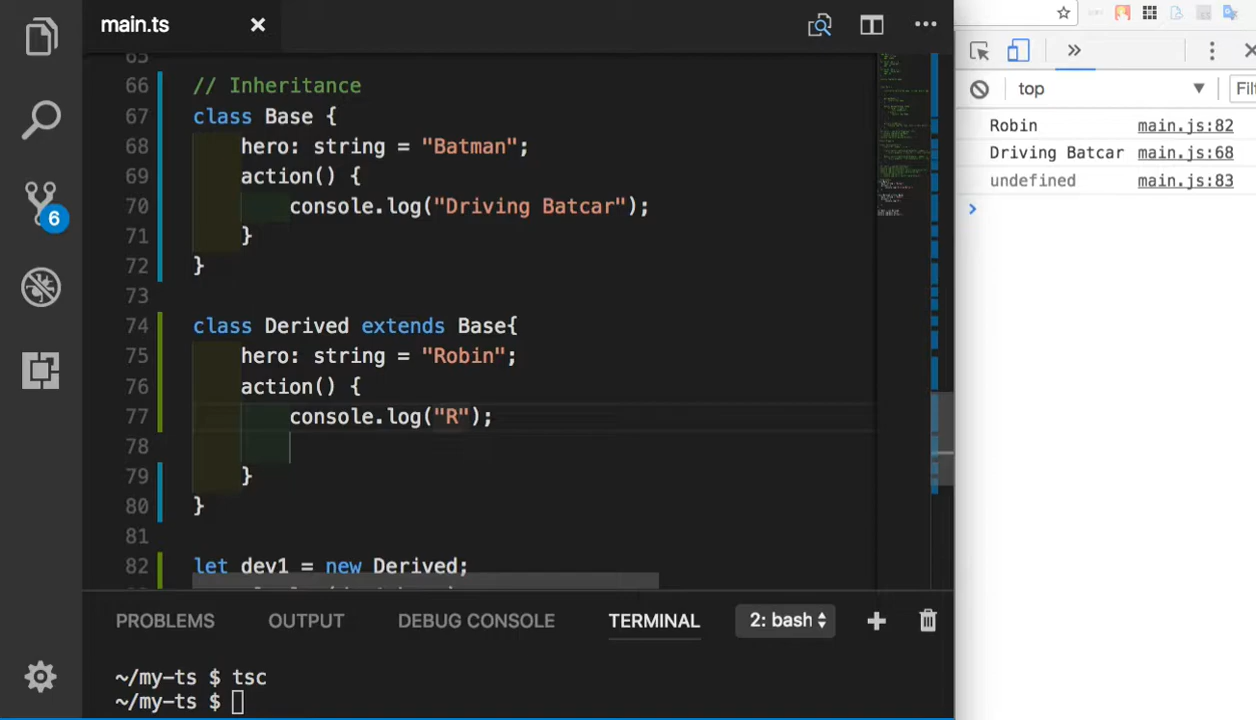 main.ts
65
66 // Inheritance
67 class Base {
68 hero: string = "Batman";
69 action() {
70 console.log("Driving Batcar");
71 }
72 }
73
74 class Derived extends Base{
75 hero: string = "Robin";
76 action() {
77 console.log("R");
78
79 }
80 }
81
82 let dev1 = new Derived;
6
PROBLEMS OUTPUT DEBUG CONSOLE TERMINAL 2: bash
~/my-ts $ tsc
~/my-ts $
top Filt
Robin main.js:82
Driving Batcar main.js:68
undefined main.js:83
>